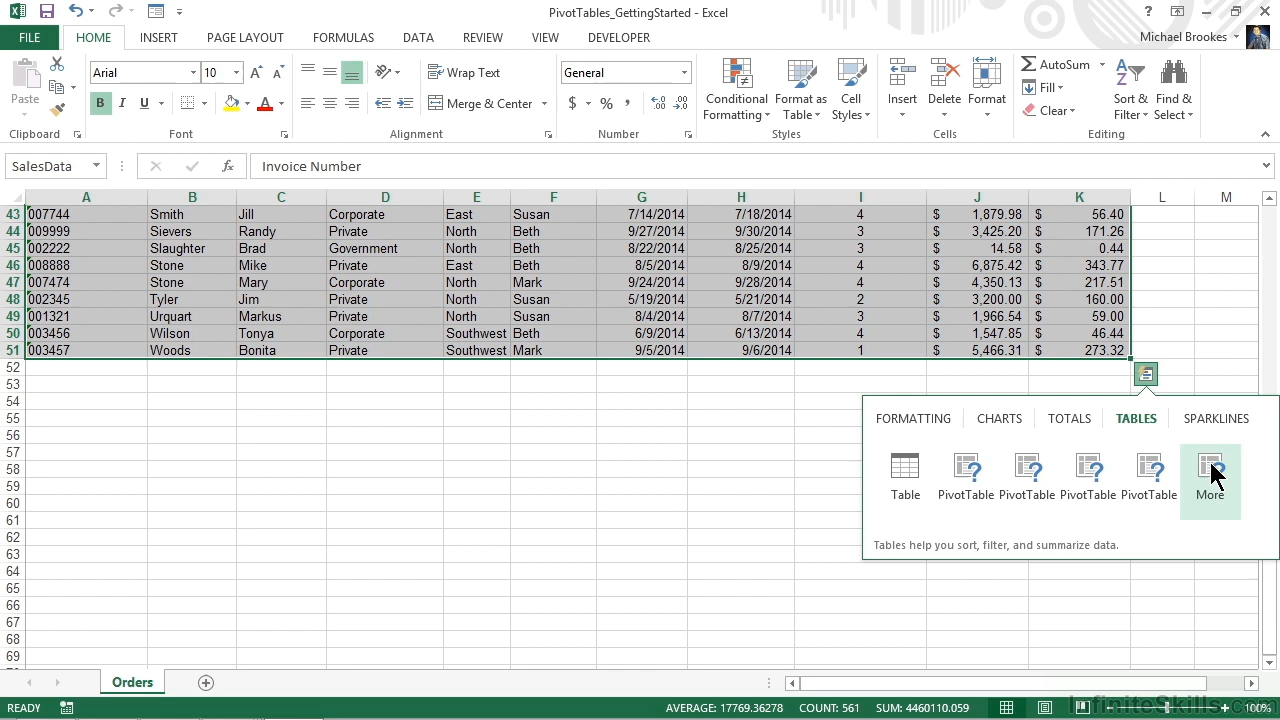 PivotTables_GettingStarted - Excel
FILE HOME INSERT PAGE LAYOUT FORMULAS DATA REVIEW VIEW DEVELOPER Michael Brookes
Paste
Arial 10
B I U
Wrap Text
Merge & Center
General
$ % ,
Conditional Formatting
Format as Table
Cell Styles
Insert Delete Format
AutoSum
Fill
Clear
Sort & Filter
Find & Select
Clipboard Font Alignment Number Styles Cells Editing
SalesData fx Invoice Number
A B C D E F G H I J K L M
43 007744 Smith Jill Corporate East Susan 7/14/2014 7/18/2014 4 $ 1,879.98 $ 56.40
44 009999 Sievers Randy Private North Beth 9/27/2014 9/30/2014 3 $ 3,425.20 $ 171.26
45 002222 Slaughter Brad Government North Beth 8/22/2014 8/25/2014 3 $ 14.58 $ 0.44
46 008888 Stone Mike Private East Beth 8/5/2014 8/9/2014 4 $ 6,875.42 $ 343.77
47 007474 Stone Mary Corporate North Mark 9/24/2014 9/28/2014 4 $ 4,350.13 $ 217.51
48 002345 Tyler Jim Private North Susan 5/19/2014 5/21/2014 2 $ 3,200.00 $ 160.00
49 001321 Urquart Markus Private North Susan 8/4/2014 8/7/2014 3 $ 1,966.54 $ 59.00
50 003456 Wilson Tonya Corporate Southwest Beth 6/9/2014 6/13/2014 4 $ 1,547.85 $ 46.44
51 003457 Woods Bonita Private Southwest Mark 9/5/2014 9/6/2014 1 $ 5,466.31 $ 273.32
52
53
54
55
56
57
58
59
60
61
62
63
64
65
66
67
68
69
FORMATTING CHARTS TOTALS TABLES SPARKLINES
Table PivotTable PivotTable PivotTable PivotTable More
Tables help you sort, filter, and summarize data.
Orders
READY AVERAGE: 17769.36278 COUNT: 561 SUM: 4460110.059 100%
InfiniteSkills.com